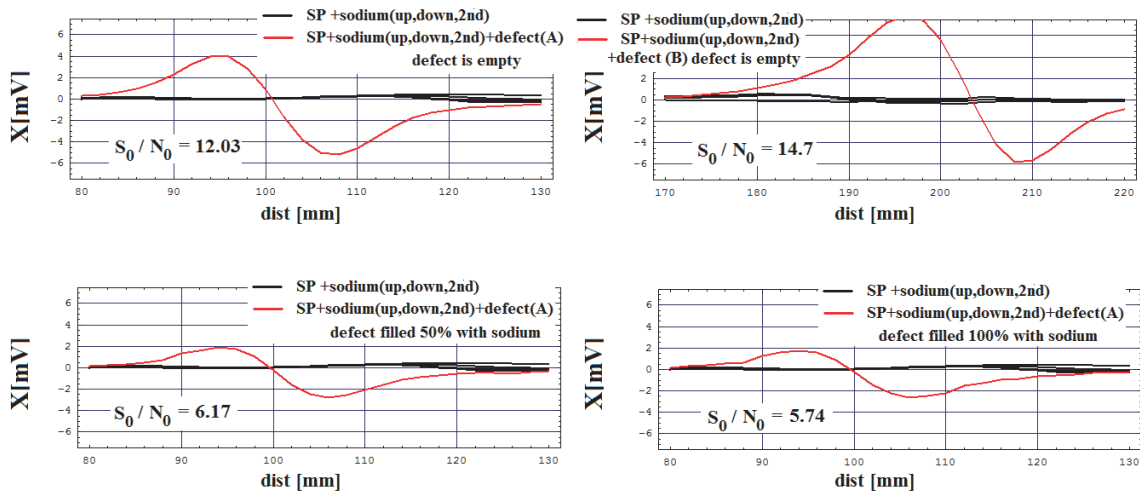 SP +sodium(up,down,2nd)
SP+sodium(up,down,2nd)+defect(A)
defect is empty
X[mV]
6
4
2
0
-2
-4
-6
S0 / N0 = 12.03
80 90 100 110 120 130
dist [mm]
SP +sodium(up,down,2nd)
SP+sodium(up,down,2nd)
+defect (B) defect is empty
X[mV]
6
4
2
0
-2
-4
-6
S0 / N0 = 14.7
170 180 190 200 210 220
dist [mm]
SP +sodium(up,down,2nd)
SP+sodium(up,down,2nd)+defect(A)
defect filled 50% with sodium
X[mV]
6
4
2
0
-2
-4
-6
S0 / N0 = 6.17
80 90 100 110 120 130
dist [mm]
SP +sodium(up,down,2nd)
SP+sodium(up,down,2nd)+defect(A)
defect filled 100% with sodium
X[mV]
6
4
2
0
-2
-4
-6
S0 / N0 = 5.74
80 90 100 110 120 130
dist [mm]